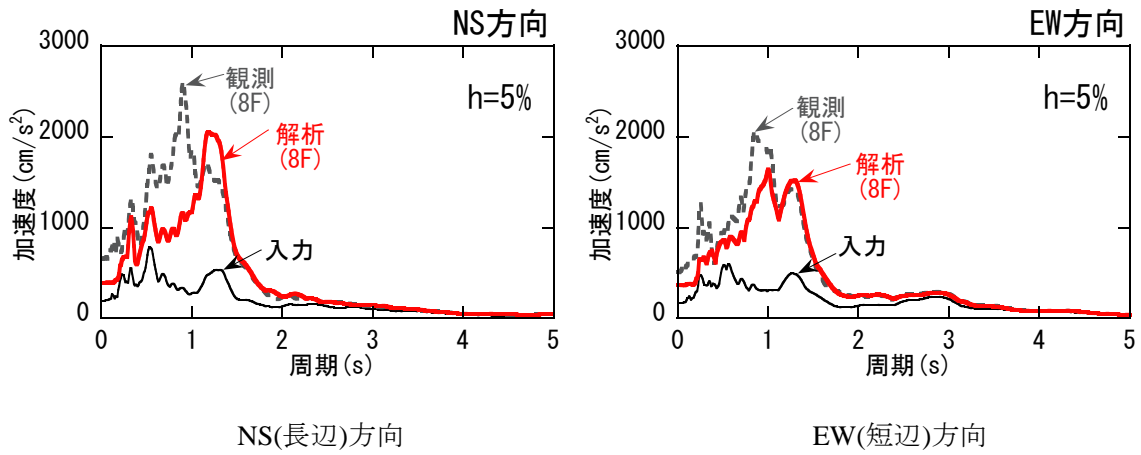 NS方向
3000
2000
1000
0
加速度(cm/s²)
観測
(8F)
解析
(8F)
入力
h=5%
0 1 2 3 4 5
周期(s)
NS(長辺)方向
EW方向
3000
2000
1000
0
加速度(cm/s²)
観測
(8F)
解析
(8F)
入力
h=5%
0 1 2 3 4 5
周期(s)
EW(短辺)方向